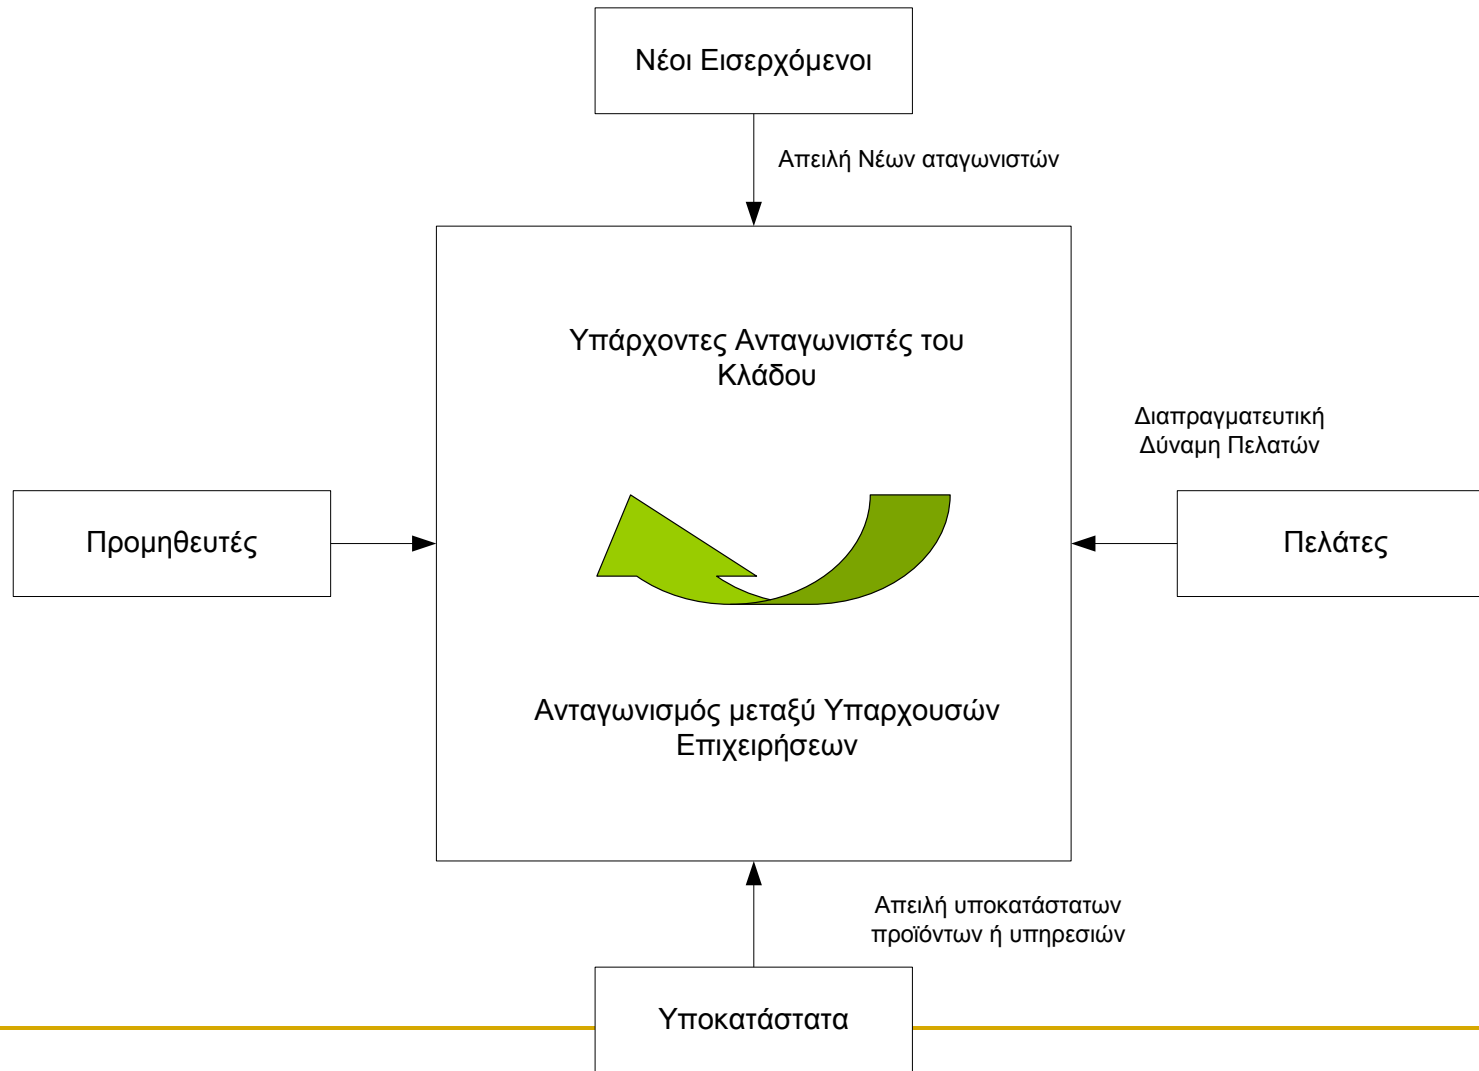 Νέοι Εισερχόμενοι
Απειλή Νέων αταγωνιστών
Υπάρχοντες Ανταγωνιστές του
Κλάδου
Διαπραγματευτική
Δύναμη Πελατών
Προμηθευτές
Πελάτες
Ανταγωνισμός μεταξύ Υπαρχουσών
Επιχειρήσεων
Απειλή υποκατάστατων
προϊόντων ή υπηρεσιών
Υποκατάστατα